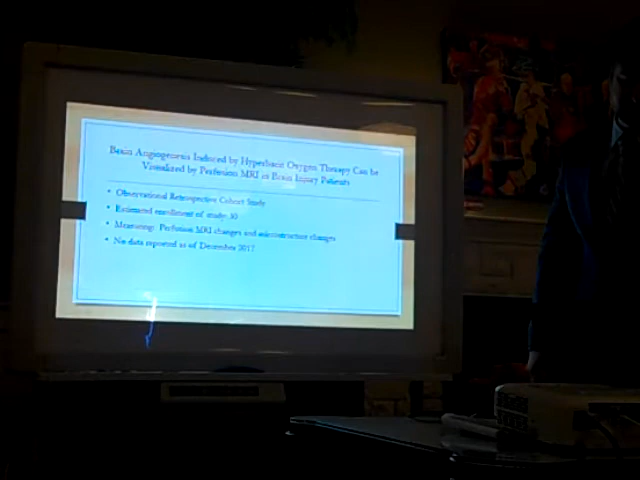 Brain Angiogenesis Induced by Hyperbaric Oxygen Therapy Can be
Visualized by Perfusion MRI in Brain Injury Patients
• Observational Retrospective Cohort Study
• Estimated enrollment of study: 30
• Measuring: Perfusion MRI changes and microstructure changes
• No data reported as of December 2017